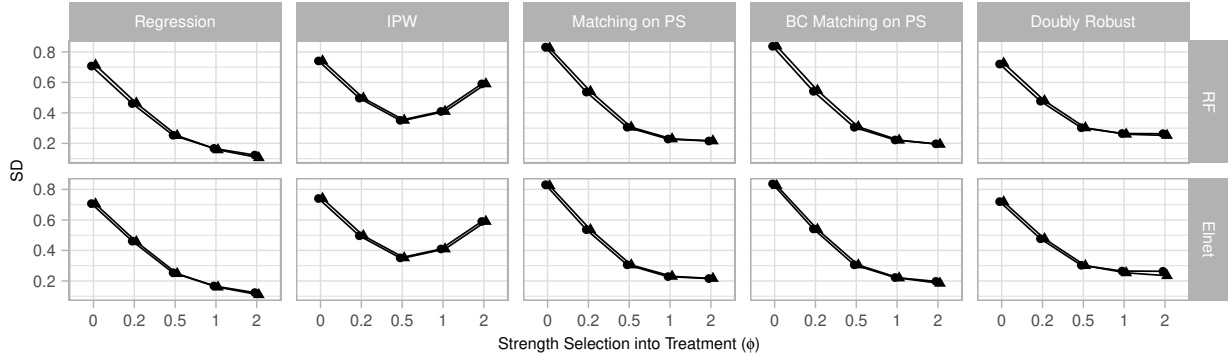 Regression IPW Matching on PS BC Matching on PS Doubly Robust
0.8
0.6
0.4
0.2
RF
SD
0.8
0.6
0.4
0.2
Elnet
0 0.2 0.5 1 2 0 0.2 0.5 1 2 0 0.2 0.5 1 2 0 0.2 0.5 1 2 0 0.2 0.5 1 2
Strength Selection into Treatment (ϕ)